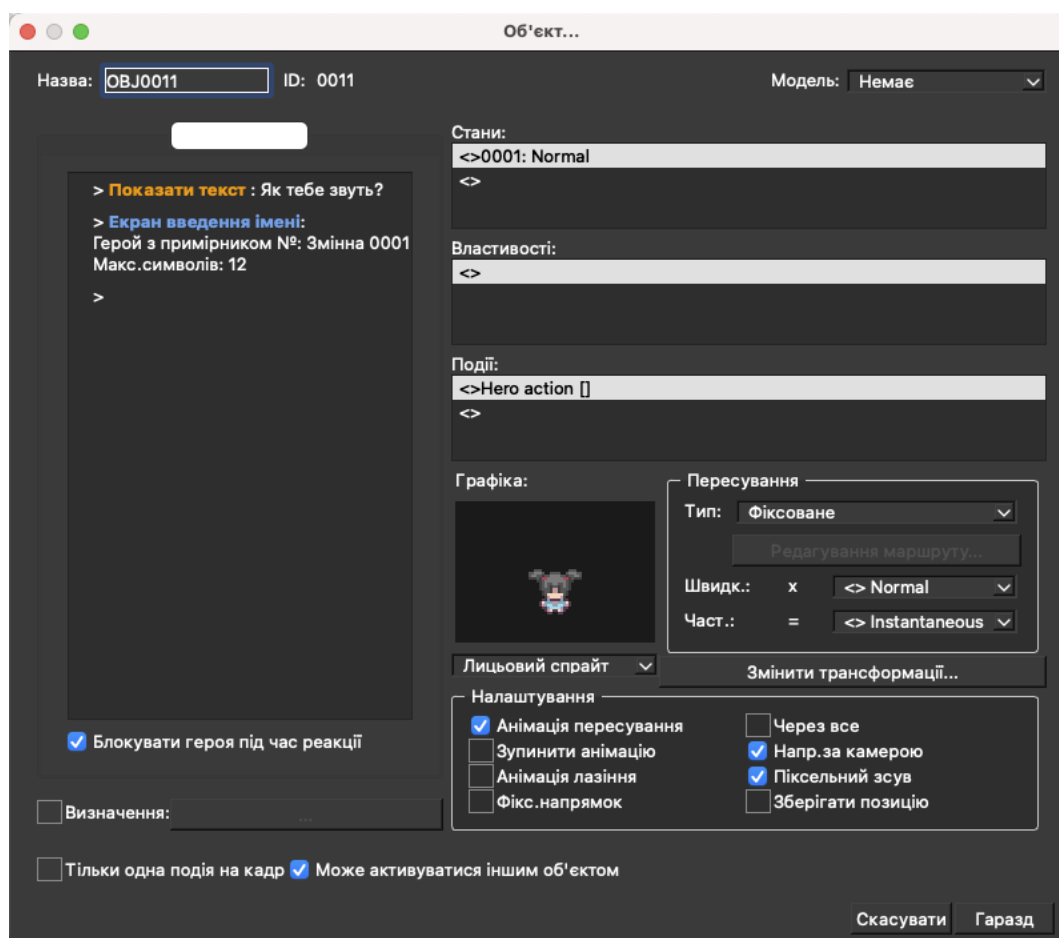 Об'єкт...
Назва: OBJ0011 ID: 0011
Модель: Немає
> Показати текст : Як тебе звуть?
> Екран введення імені:
Герой з примірником №: Змінна 0001
Макс.символів: 12
>
Блокувати героя під час реакції
Визначення: ...
Стани:
<>0001: Normal
<>
Властивості:
<>
Події:
<>Hero action []
<>
Графіка:
Лицьовий спрайт
Пересування
Тип: Фіксоване
Редагування маршруту...
Швидк.: x <> Normal
Част.: = <> Instantaneous
Змінити трансформації...
Налаштування
Анімація пересування
Зупинити анімацію
Анімація лазіння
Фікс.напрямок
Через все
Напр.за камерою
Піксельний зсув
Зберігати позицію
Тільки одна подія на кадр Може активуватися іншим об'єктом
Скасувати Гаразд